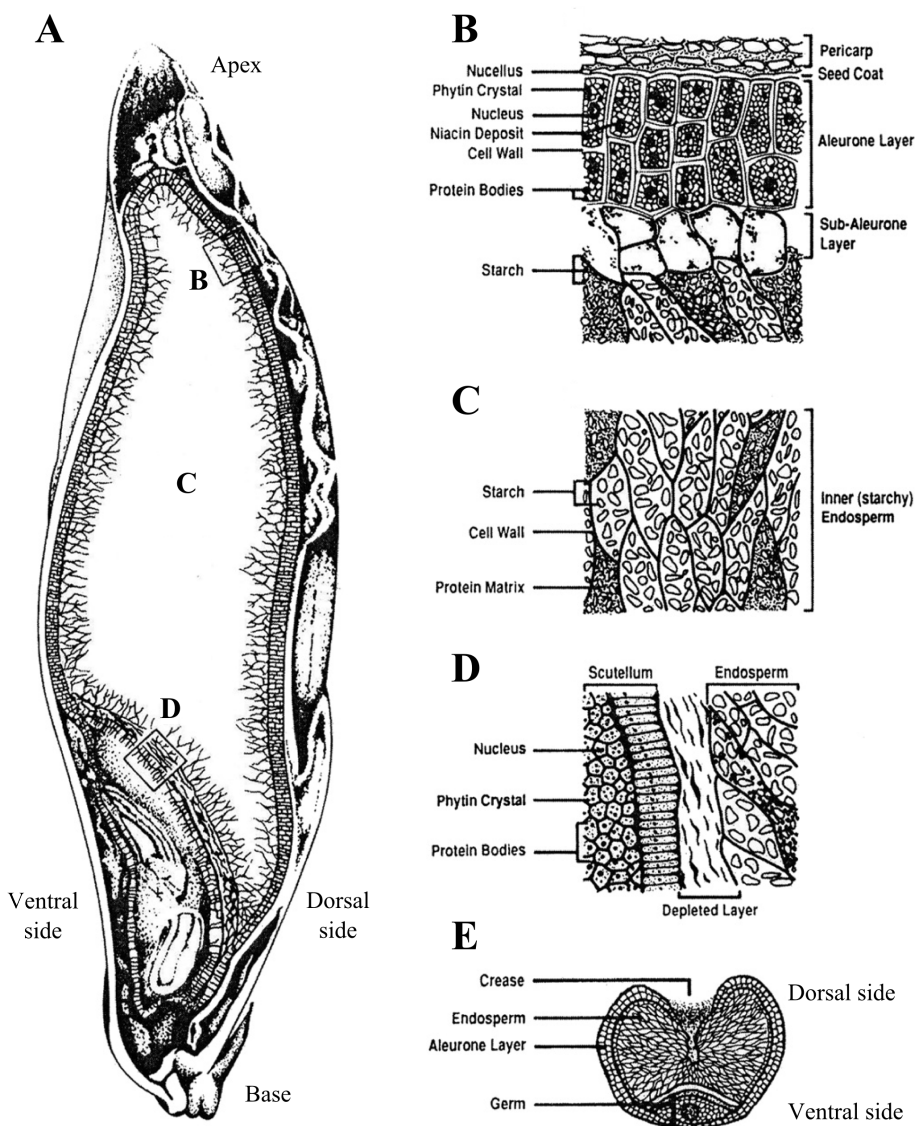 A
Apex
B
C
D
Ventral
side
Dorsal
side
Base
B
Nucellus
Phytin Crystal
Nucleus
Niacin Deposit
Cell Wall
Protein Bodies
Starch
Pericarp
Seed Coat
Aleurone Layer
Sub-Aleurone
Layer
C
Starch
Cell Wall
Protein Matrix
Inner (starchy)
Endosperm
D
Scutellum
Endosperm
Nucleus
Phytin Crystal
Protein Bodies
Depleted Layer
E
Crease
Endosperm
Aleurone Layer
Germ
Dorsal side
Ventral side